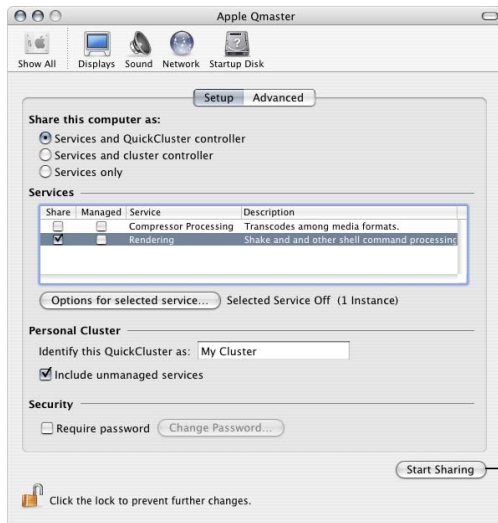 Apple Qmaster
Show All Displays Sound Network Startup Disk
Setup Advanced
Share this computer as:
Services and QuickCluster controller
Services and cluster controller
Services only
Services
Share Managed Service Description
Compressor Processing Transcodes among media formats.
Rendering Shake and and other shell command processing
Options for selected service... Selected Service Off (1 Instance)
Personal Cluster
Identify this QuickCluster as: My Cluster
Include unmanaged services
Security
Require password Change Password...
Start Sharing
Click the lock to prevent further changes.